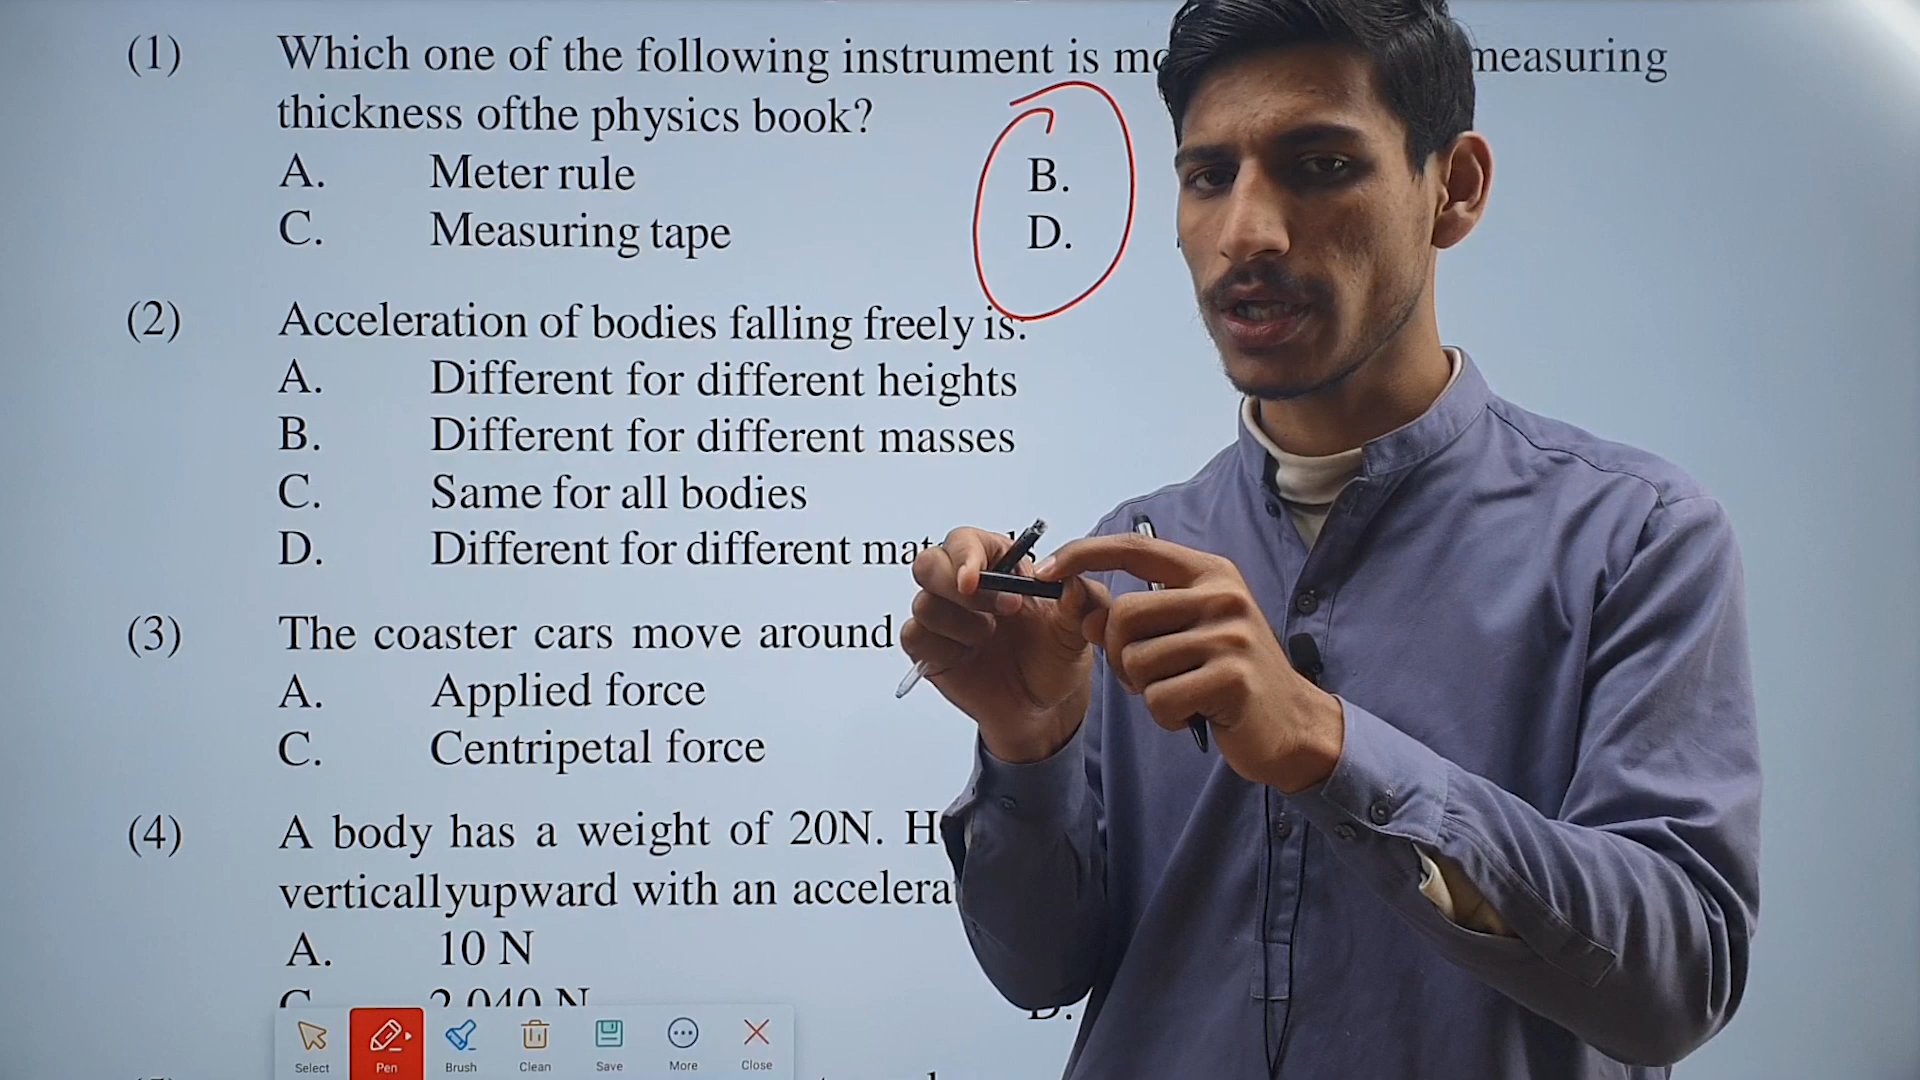 (1) Which one of the following instrument is measuring
thickness ofthe physics book?
A. Meter rule B.
C. Measuring tape D.
(2) Acceleration of bodies falling freely is:
A. Different for different heights
B. Different for different masses
C. Same for all bodies
D. Different for different
(3) The coaster cars move around
A. Applied force
C. Centripetal force
(4) A body has a weight of 20N.
verticallyupward with an
A. 10 N
C. 2.040 N D.
Select Pen Brush Clean Save More Close